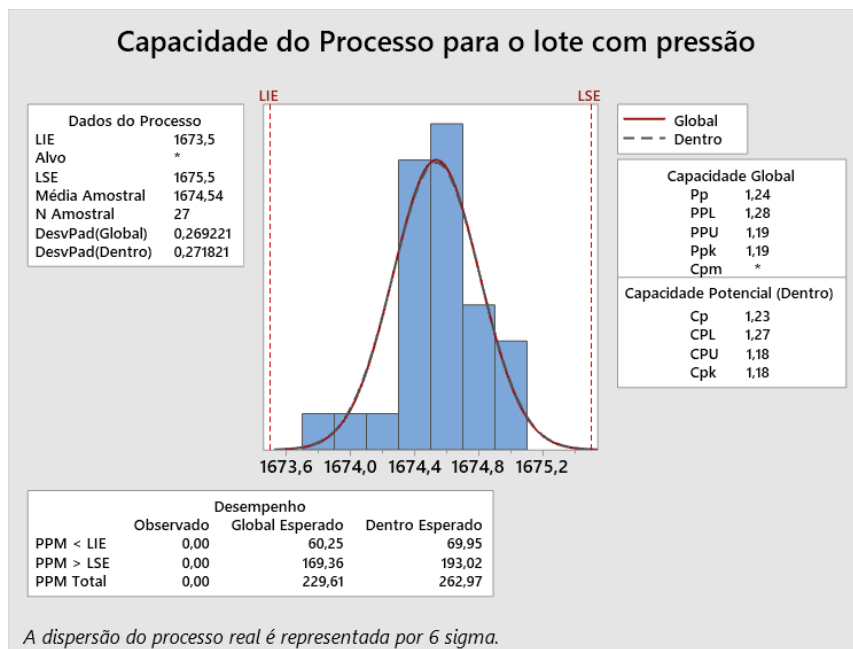 Capacidade do Processo para o lote com pressão
LIE LSE
Dados do Processo
LIE 1673,5
Alvo *
LSE 1675,5
Média Amostral 1674,54
N Amostral 27
DesvPad(Global) 0,269221
DesvPad(Dentro) 0,271821
Global
Dentro
Capacidade Global
Pp 1,24
PPL 1,28
PPU 1,19
Ppk 1,19
Cpm *
Capacidade Potencial (Dentro)
Cp 1,23
CPL 1,27
CPU 1,18
Cpk 1,18
1673,6 1674,0 1674,4 1674,8 1675,2
Desempenho
Observado Global Esperado Dentro Esperado
PPM < LIE 0,00 60,25 69,95
PPM > LSE 0,00 169,36 193,02
PPM Total 0,00 229,61 262,97
A dispersão do processo real é representada por 6 sigma.